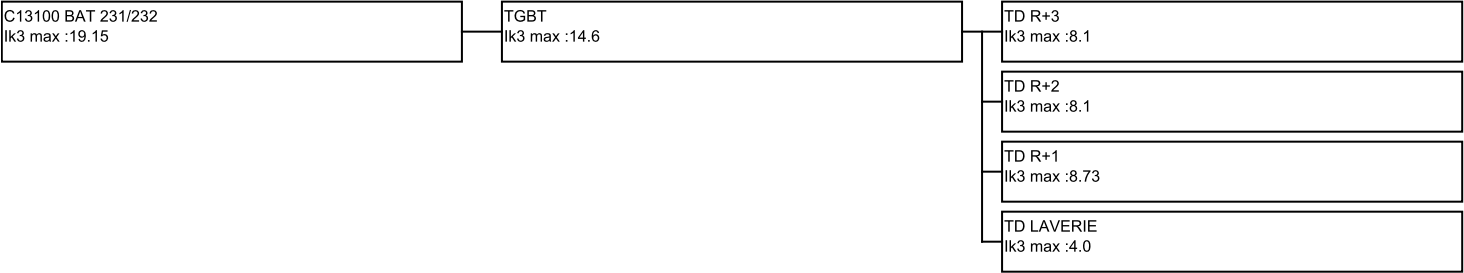 C13100 BAT 231/232
Ik3 max :19.15
TGBT
Ik3 max :14.6
TD R+3
Ik3 max :8.1
TD R+2
Ik3 max :8.1
TD R+1
Ik3 max :8.73
TD LAVERIE
Ik3 max :4.0